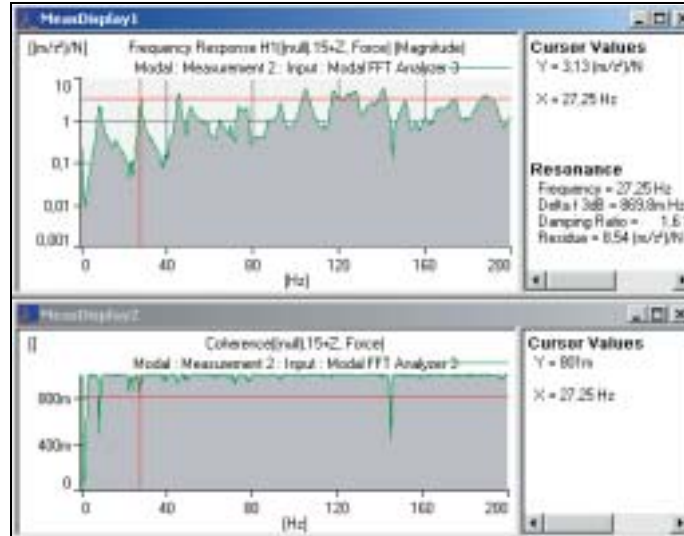 MeasDisplay1
[(m/s²)/N] Frequency Response H1((null).15+Z, Force) (Magnitude)
Modal : Measurement 2 : Input : Modal FFT Analyzer 3
10
1
0,1
0,01
0,001
0 40 80 120 160 200
[Hz]
Cursor Values
Y = 3.13 (m/s²)/N
X = 27,25 Hz
Resonance
Frequency = 27,25 Hz
Delta f 3dB = 869.8m Hz
Damping Ratio = 1.6
Residue = 8.54 (m/s²)/N
MeasDisplay2
[] Coherence((null).15+Z, Force)
Modal : Measurement 2 : Input : Modal FFT Analyzer 3
800m
400m
0
0 40 80 120 160 200
[Hz]
Cursor Values
Y = 801m
X = 27.25 Hz